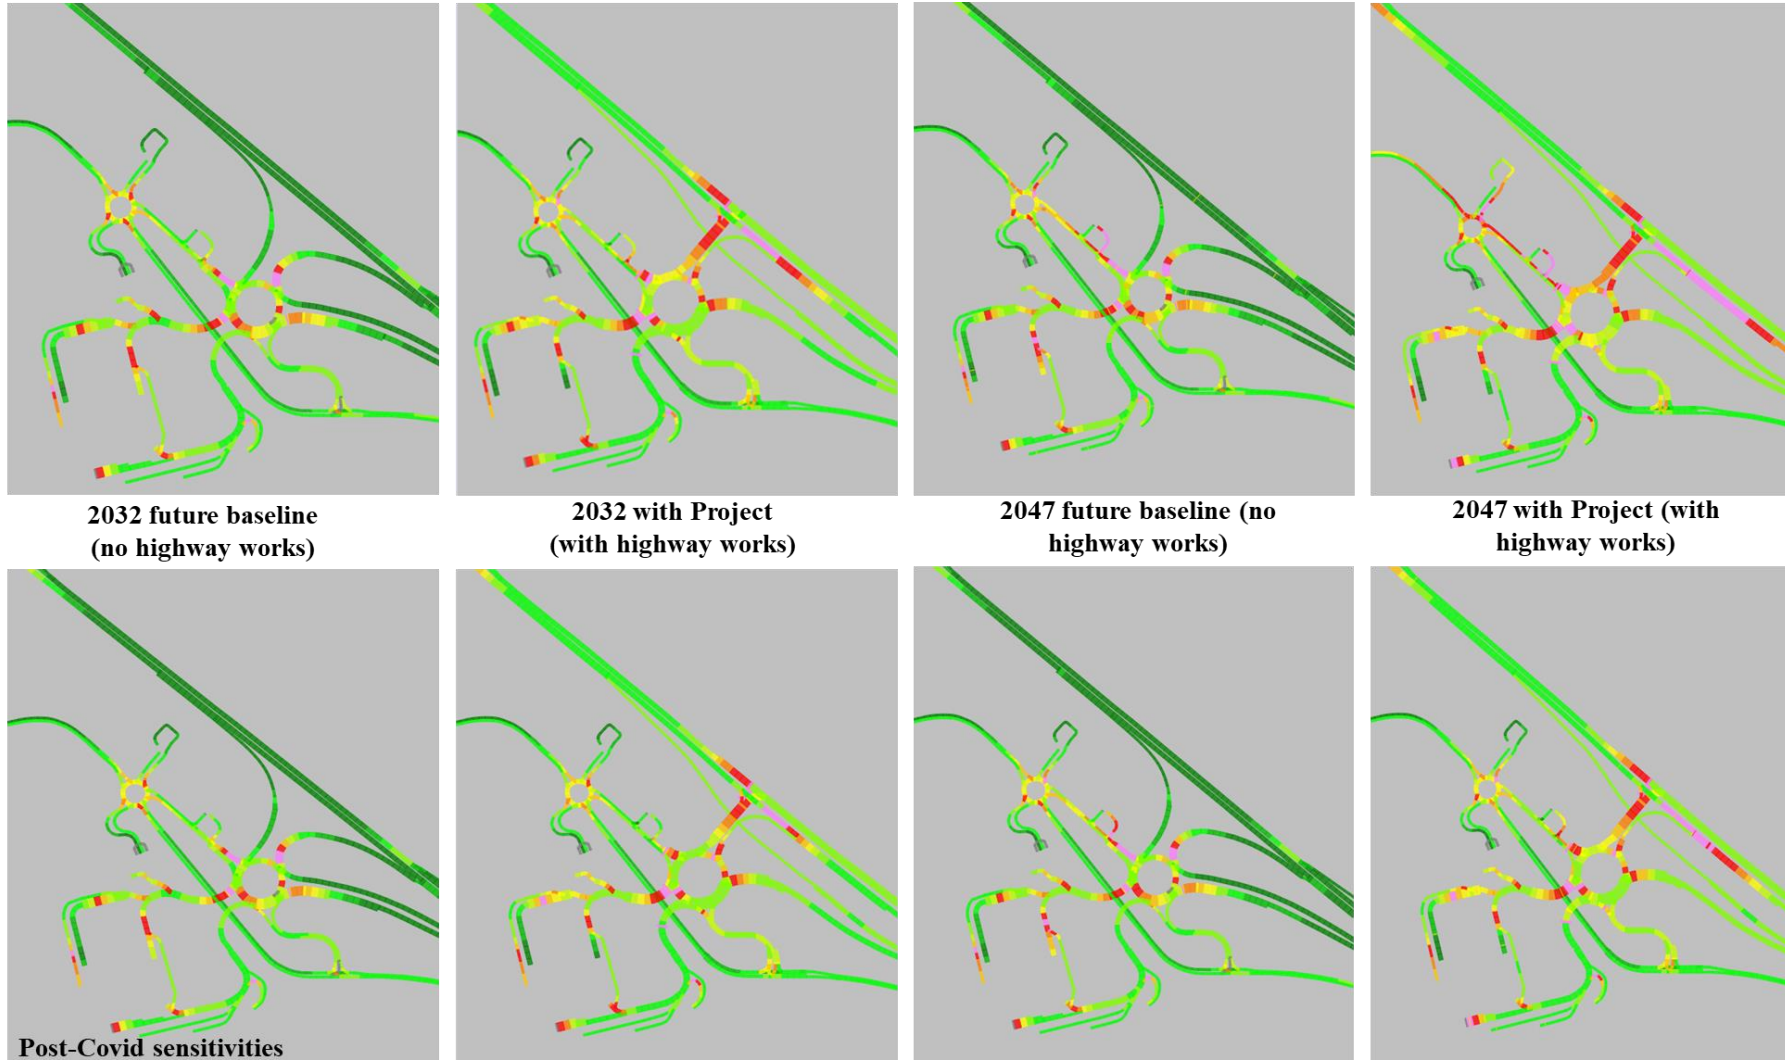 2032 future baseline
(no highway works)
2032 with Project
(with highway works)
2047 future baseline (no
highway works)
2047 with Project (with
highway works)
Post-Covid sensitivities